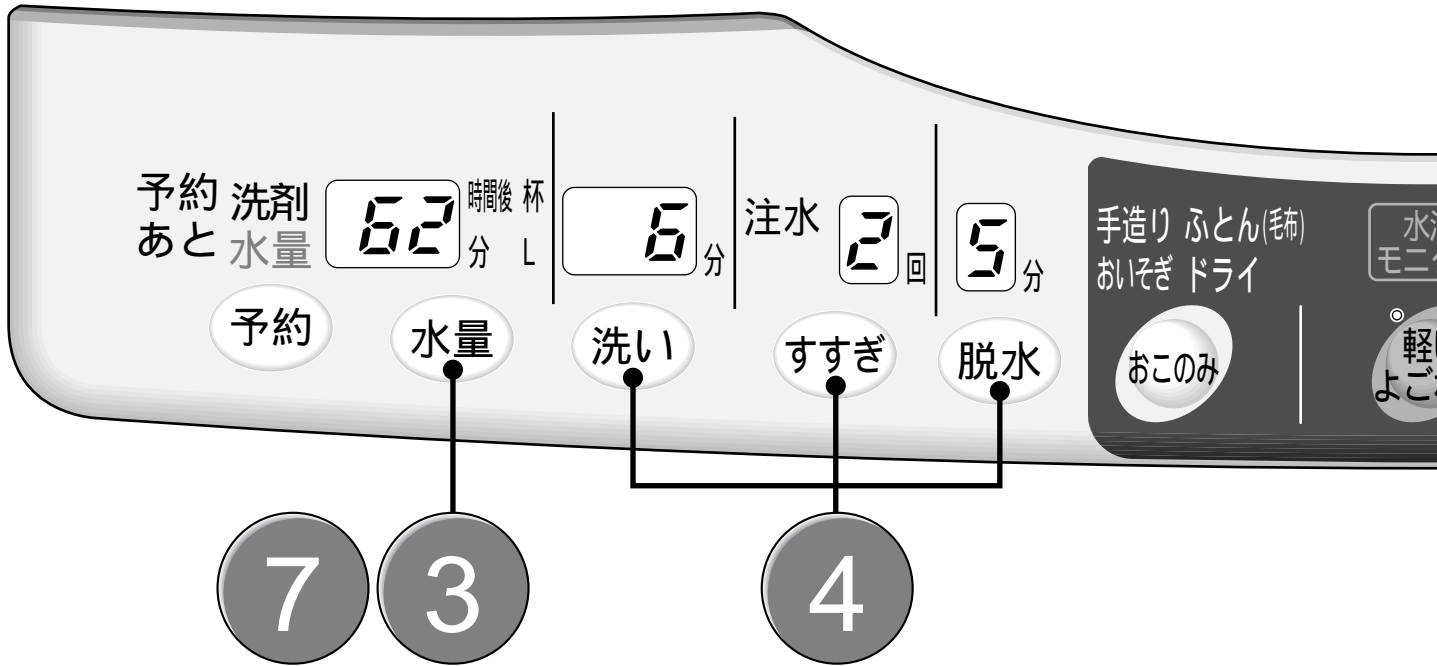 予約 洗剤 62 時間後 杯
あと 水量 分 L
6 分
注水 2 回
5 分
手造り ふとん(毛布)
おいそぎ ドライ
予約
水量
洗い
すすぎ
脱水
おこのみ
7
3
4